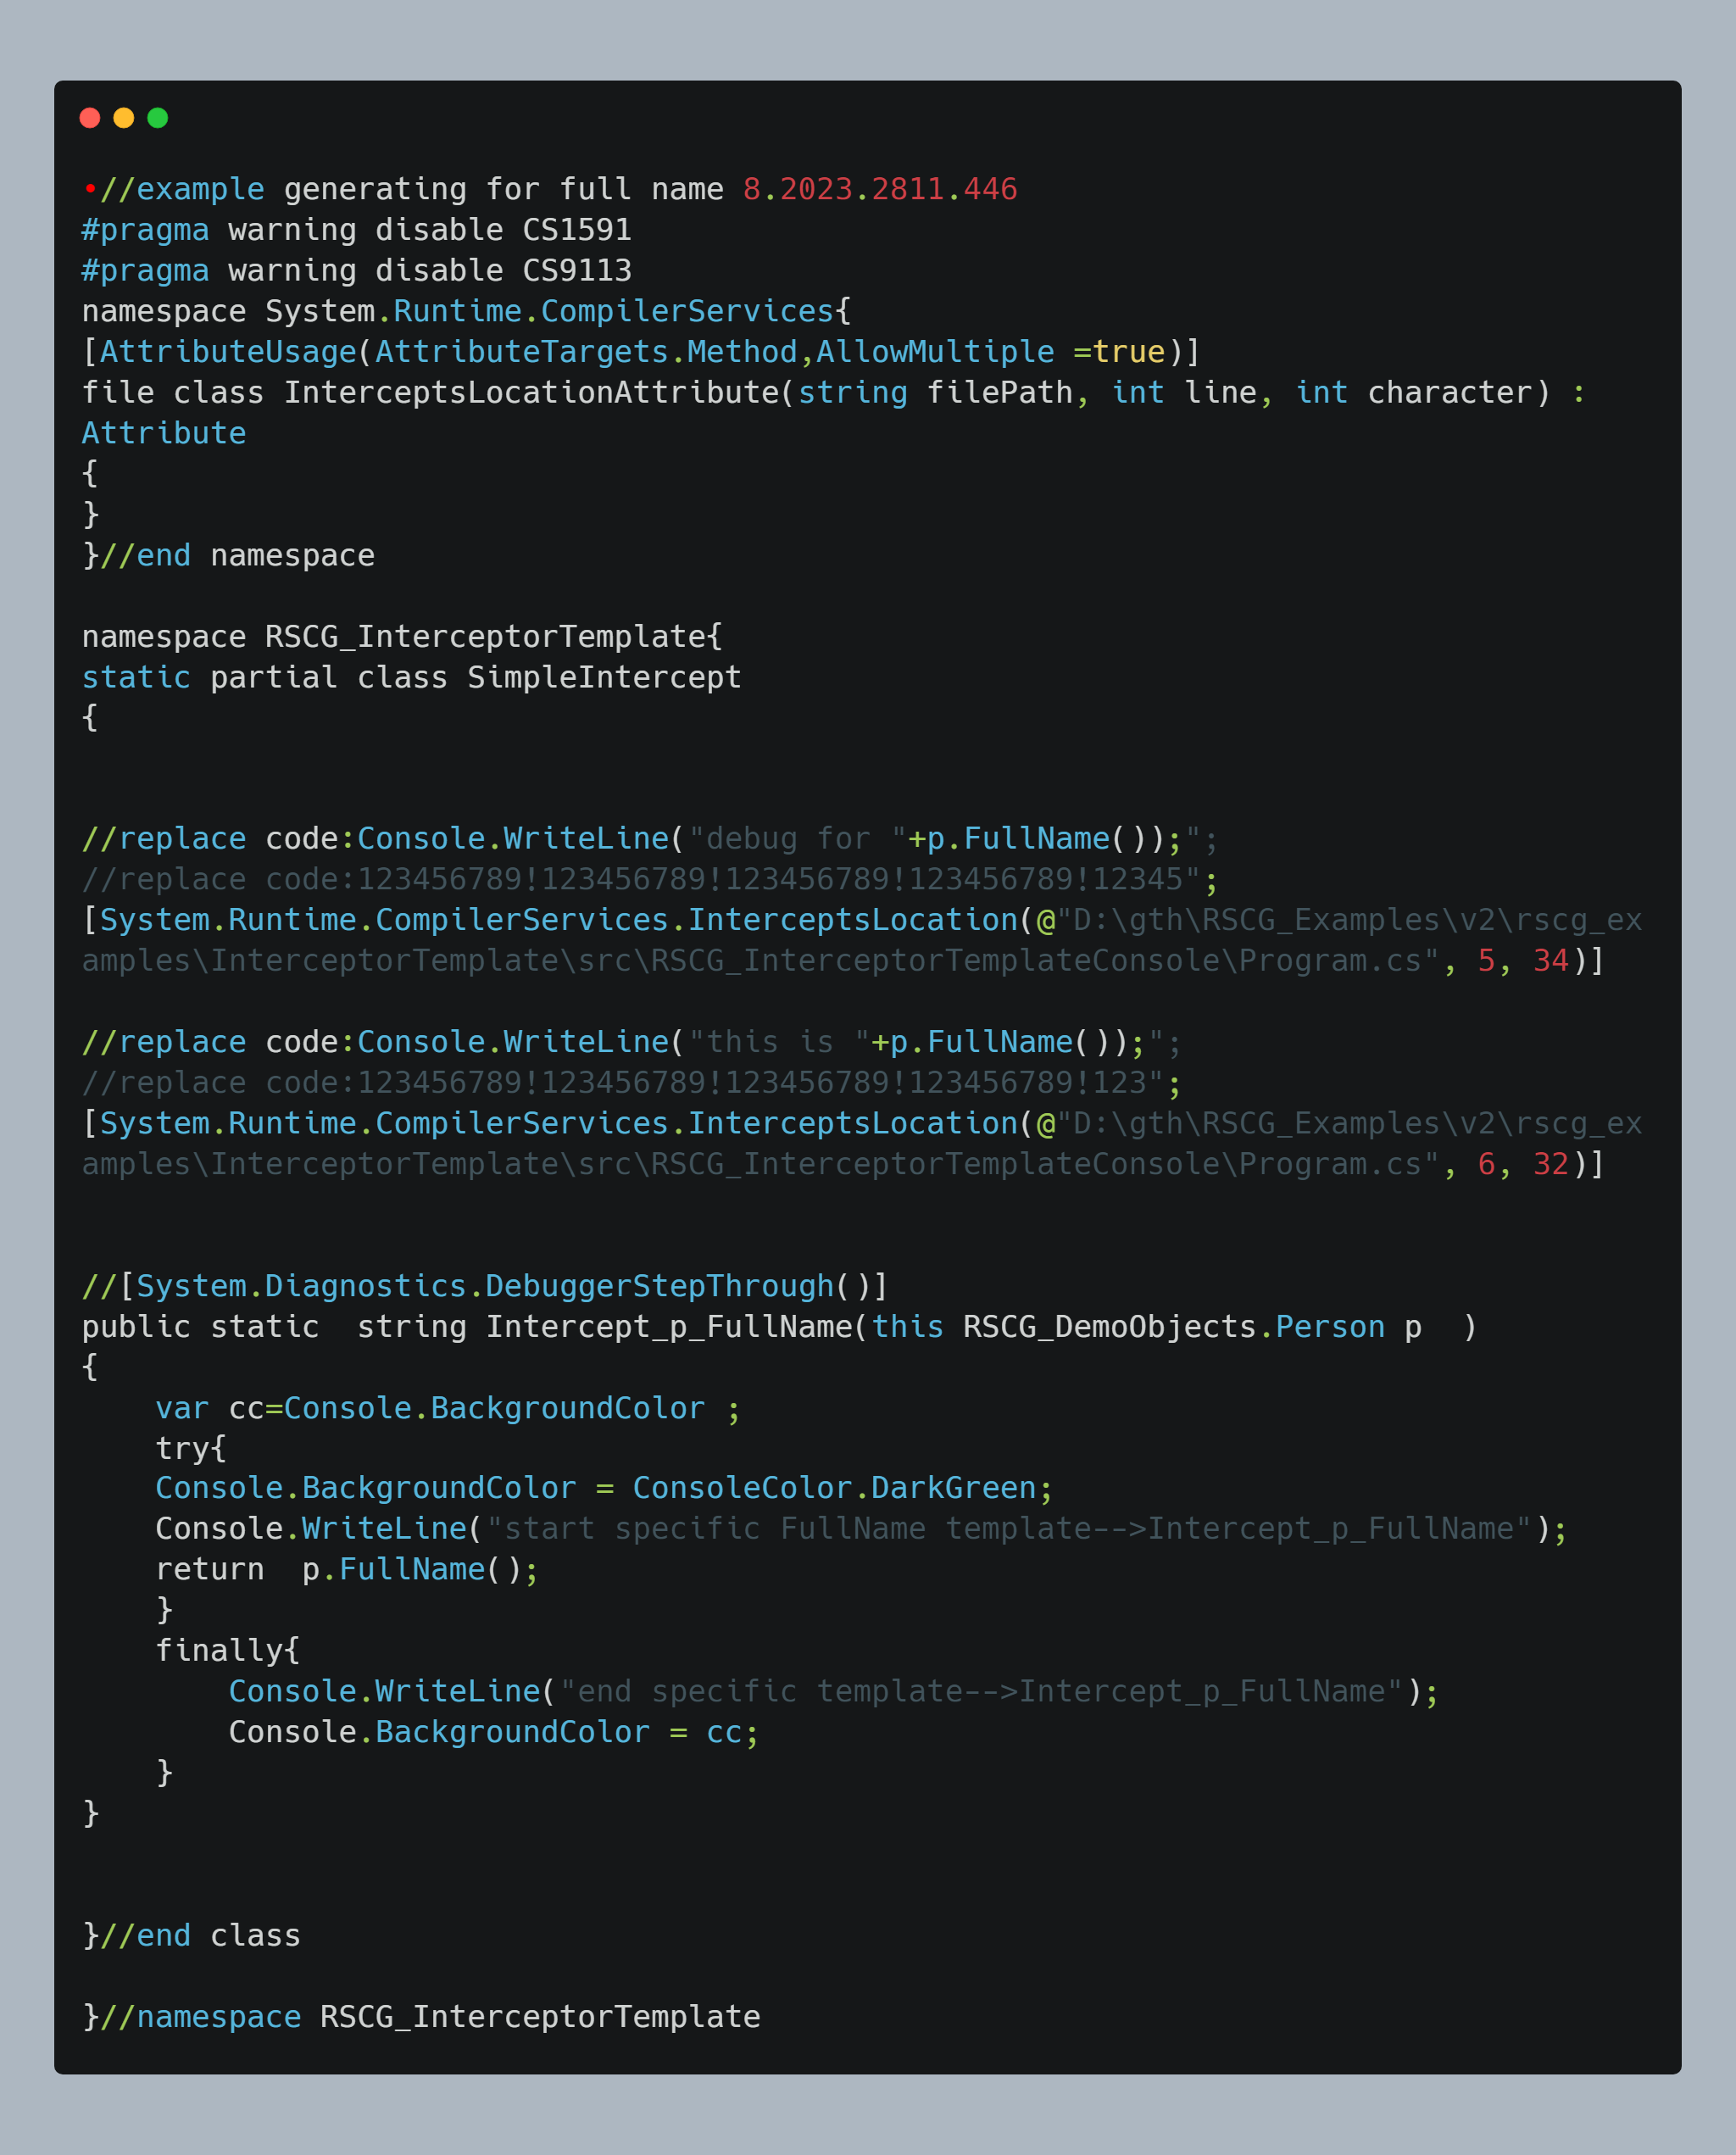 •//example generating for full name 8.2023.2811.446
#pragma warning disable CS1591
#pragma warning disable CS9113
namespace System.Runtime.CompilerServices{
[AttributeUsage(AttributeTargets.Method,AllowMultiple =true)]
file class InterceptsLocationAttribute(string filePath, int line, int character) :
Attribute
{
}
}//end namespace

namespace RSCG_InterceptorTemplate{
static partial class SimpleIntercept
{


//replace code:Console.WriteLine("debug for "+p.FullName());";
//replace code:123456789!123456789!123456789!123456789!12345";
[System.Runtime.CompilerServices.InterceptsLocation(@"D:\gth\RSCG_Examples\v2\rscg_ex
amples\InterceptorTemplate\src\RSCG_InterceptorTemplateConsole\Program.cs", 5, 34)]

//replace code:Console.WriteLine("this is "+p.FullName());";
//replace code:123456789!123456789!123456789!123456789!123";
[System.Runtime.CompilerServices.InterceptsLocation(@"D:\gth\RSCG_Examples\v2\rscg_ex
amples\InterceptorTemplate\src\RSCG_InterceptorTemplateConsole\Program.cs", 6, 32)]


//[System.Diagnostics.DebuggerStepThrough()]
public static  string Intercept_p_FullName(this RSCG_DemoObjects.Person p  )
{
    var cc=Console.BackgroundColor ;
    try{
    Console.BackgroundColor = ConsoleColor.DarkGreen;
    Console.WriteLine("start specific FullName template-->Intercept_p_FullName");
    return  p.FullName();
    }
    finally{
        Console.WriteLine("end specific template-->Intercept_p_FullName");
        Console.BackgroundColor = cc;
    }
}


}//end class

}//namespace RSCG_InterceptorTemplate